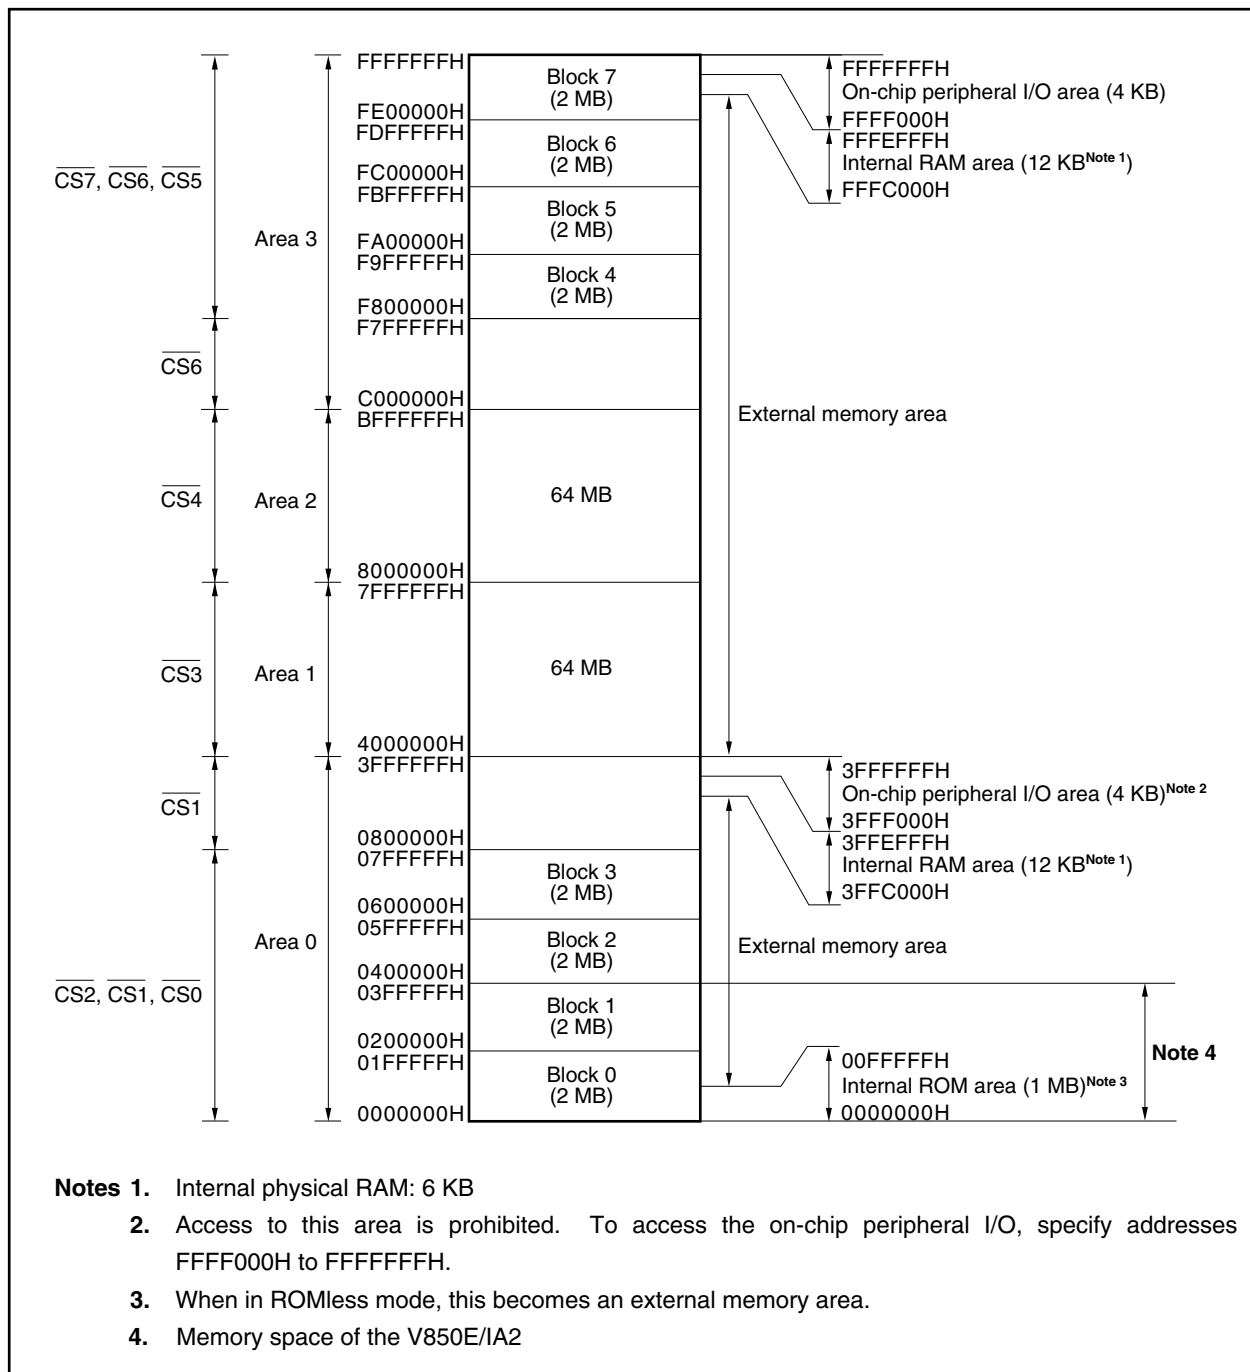 FFFFFFFH
Block 7
(2 MB)
FE00000H
FDFFFFFH
Block 6
(2 MB)
FC00000H
FBFFFFFH
Block 5
(2 MB)
FA00000H
F9FFFFFH
Block 4
(2 MB)
F800000H
F7FFFFFH
CS7, CS6, CS5
Area 3
CS6
C000000H
BFFFFFFH
CS4
Area 2
64 MB
8000000H
7FFFFFFH
CS3
Area 1
64 MB
4000000H
3FFFFFFH
CS1
0800000H
07FFFFFH
Block 3
(2 MB)
0600000H
05FFFFFH
Area 0
Block 2
(2 MB)
0400000H
03FFFFFH
CS2, CS1, CS0
Block 1
(2 MB)
0200000H
01FFFFFH
Block 0
(2 MB)
0000000H
FFFFFFFH
On-chip peripheral I/O area (4 KB)
FFFF000H
FFFEFFFH
Internal RAM area (12 KBNote 1)
FFFC000H
External memory area
3FFFFFFH
On-chip peripheral I/O area (4 KB)Note 2
3FFF000H
3FFEFFFH
Internal RAM area (12 KBNote 1)
3FFC000H
External memory area
Note 4
00FFFFFH
Internal ROM area (1 MB)Note 3
0000000H
Notes 1. Internal physical RAM: 6 KB
2. Access to this area is prohibited. To access the on-chip peripheral I/O, specify addresses
FFFF000H to FFFFFFFH.
3. When in ROMless mode, this becomes an external memory area.
4. Memory space of the V850E/IA2